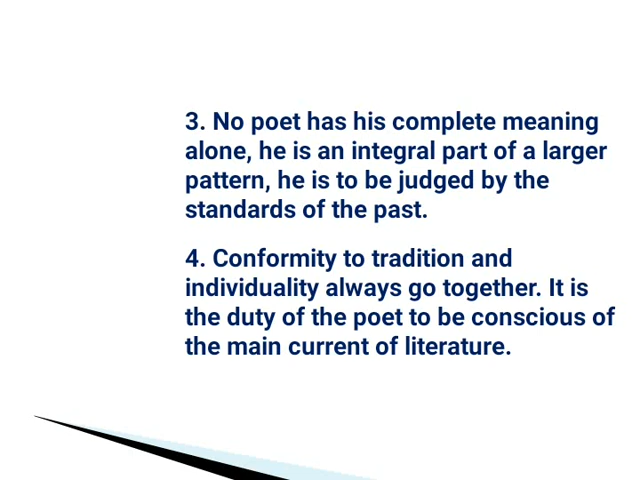 3. No poet has his complete meaning
alone, he is an integral part of a larger
pattern, he is to be judged by the
standards of the past.
4. Conformity to tradition and
individuality always go together. It is
the duty of the poet to be conscious of
the main current of literature.